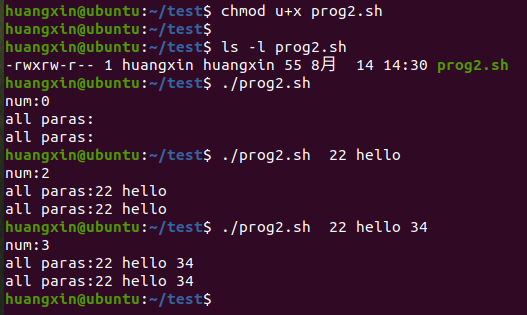 huangxin@ubuntu:~/test$ chmod u+x prog2.sh
huangxin@ubuntu:~/test$
huangxin@ubuntu:~/test$ ls -l prog2.sh
-rwxrw-r-- 1 huangxin huangxin 55 8月  14 14:30 prog2.sh
huangxin@ubuntu:~/test$ ./prog2.sh
num:0
all paras:
all paras:
huangxin@ubuntu:~/test$ ./prog2.sh  22 hello
num:2
all paras:22 hello
all paras:22 hello
huangxin@ubuntu:~/test$ ./prog2.sh  22 hello 34
num:3
all paras:22 hello 34
all paras:22 hello 34
huangxin@ubuntu:~/test$